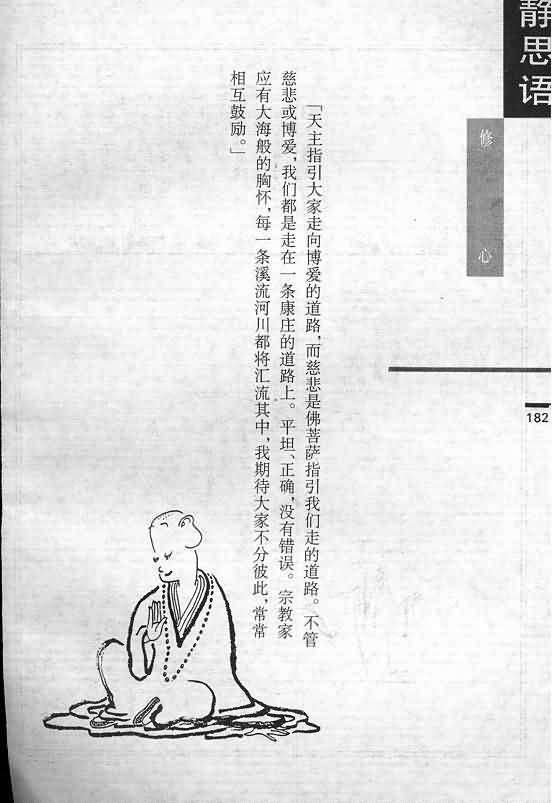 静思语
修心
「天主指引大家走向博爱的道路，而慈悲是佛菩萨指引我们走的道路。不管
慈悲或博爱，我们都是走在一条康庄的道路上。平坦、正确，没有错误。宗教家
应有大海般的胸怀，每一条溪流河川都将汇流其中，我期待大家不分彼此，常常
相互鼓励。」
182